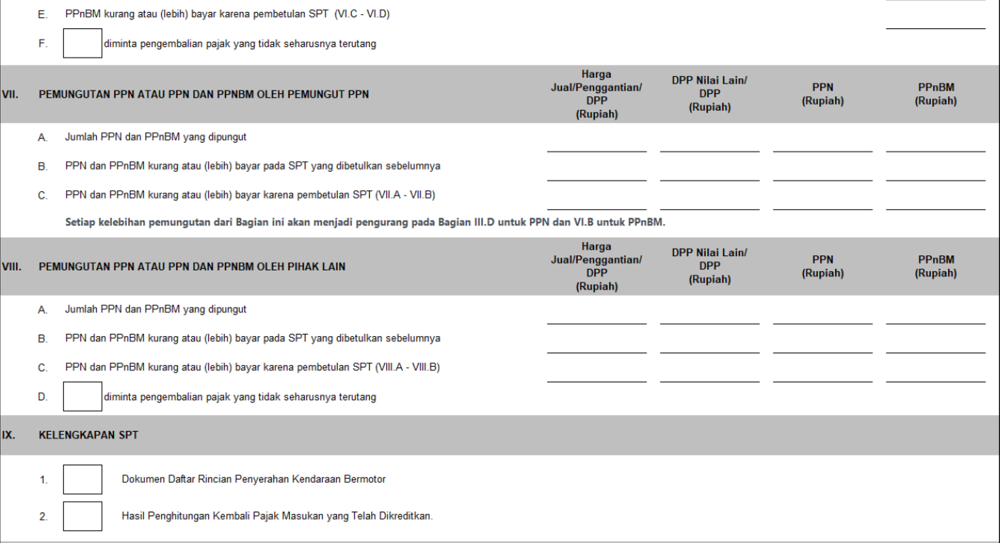 E. PPnBM kurang atau (lebih) bayar karena pembetulan SPT (VI.C - VI.D)
F. diminta pengembalian pajak yang tidak seharusnya terutang
VII. PEMUNGUTAN PPN ATAU PPN DAN PPNBM OLEH PEMUNGUT PPN
Harga
Jual/Penggantian/
DPP
(Rupiah)
DPP Nilai Lain/
DPP
(Rupiah)
PPN
(Rupiah)
PPnBM
(Rupiah)
A. Jumlah PPN dan PPnBM yang dipungut
B. PPN dan PPnBM kurang atau (lebih) bayar pada SPT yang dibetulkan sebelumnya
C. PPN dan PPnBM kurang atau (lebih) bayar karena pembetulan SPT (VII.A - VII.B)
Setiap kelebihan pemungutan dari Bagian ini akan menjadi pengurang pada Bagian III.D untuk PPN dan VI.B untuk PPnBM.
VIII. PEMUNGUTAN PPN ATAU PPN DAN PPNBM OLEH PIHAK LAIN
Harga
Jual/Penggantian/
DPP
(Rupiah)
DPP Nilai Lain/
DPP
(Rupiah)
PPN
(Rupiah)
PPnBM
(Rupiah)
A. Jumlah PPN dan PPnBM yang dipungut
B. PPN dan PPnBM kurang atau (lebih) bayar pada SPT yang dibetulkan sebelumnya
C. PPN dan PPnBM kurang atau (lebih) bayar karena pembetulan SPT (VIII.A - VIII.B)
D. diminta pengembalian pajak yang tidak seharusnya terutang
IX. KELENGKAPAN SPT
1. Dokumen Daftar Rincian Penyerahan Kendaraan Bermotor
2. Hasil Penghitungan Kembali Pajak Masukan yang Telah Dikreditkan.